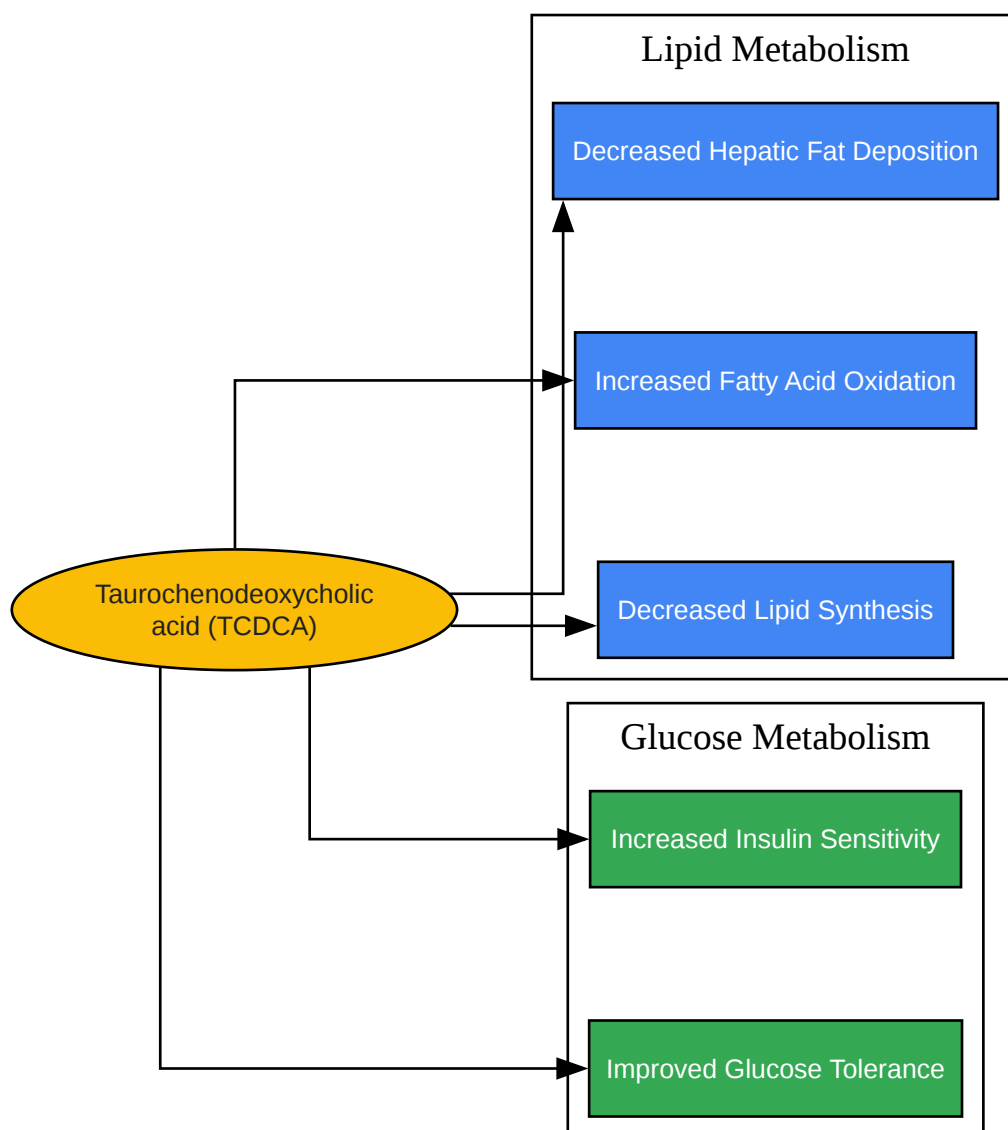 Lipid Metabolism
Decreased Hepatic Fat Deposition
Increased Fatty Acid Oxidation
Taurochenodeoxycholic
acid (TCDCA)
Decreased Lipid Synthesis
Glucose Metabolism
Increased Insulin Sensitivity
Improved Glucose Tolerance